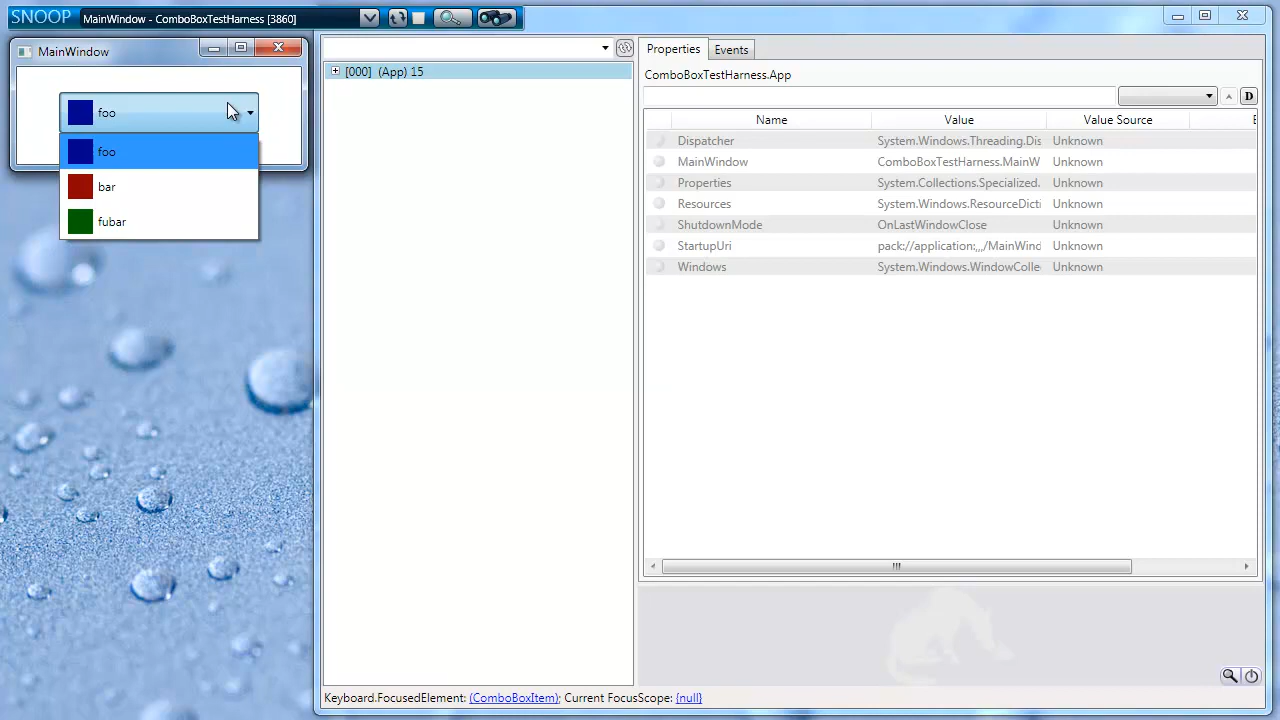 SNOOP
MainWindow - ComboBoxTestHarness [3860]
MainWindow
foo
foo
bar
fubar
[000] (App) 15
Properties
Events
ComboBoxTestHarness.App
D
Name
Value
Value Source
Dispatcher
System.Windows.Threading.Dis
Unknown
MainWindow
ComboBoxTestHarness.MainW
Unknown
Properties
System.Collections.Specialized.
Unknown
Resources
System.Windows.ResourceDicti
Unknown
ShutdownMode
OnLastWindowClose
Unknown
StartupUri
pack://application:,,,/MainWind
Unknown
Windows
System.Windows.WindowColle
Unknown
Keyboard.FocusedElement: (ComboBoxItem); Current FocusScope: {null}